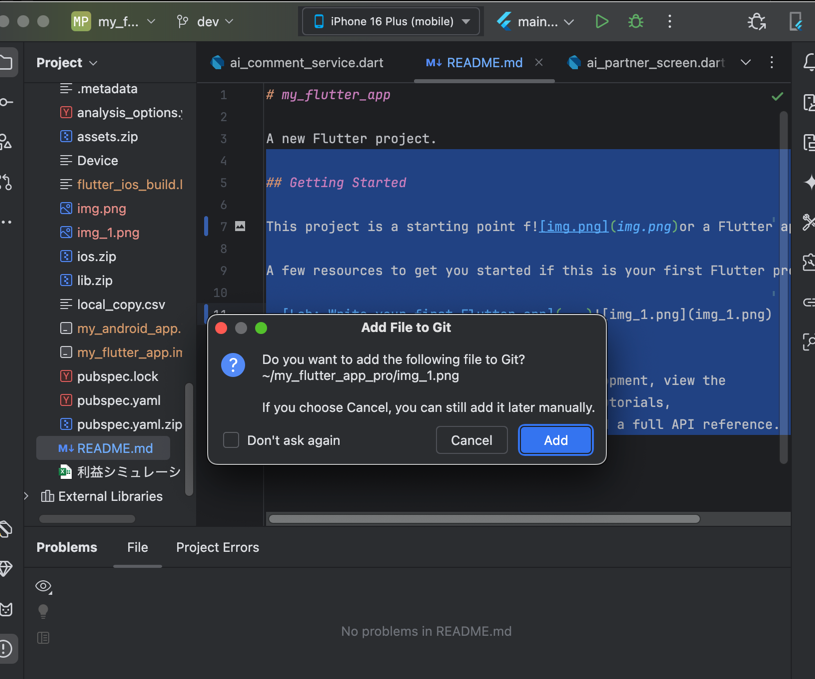 MP my_f... dev iPhone 16 Plus (mobile) main...
Project
ai_comment_service.dart README.md ai_partner_screen.dart
.metadata
analysis_options.y
assets.zip
Device
flutter_ios_build.l
img.png
img_1.png
ios.zip
lib.zip
local_copy.csv
my_android_app.
my_flutter_app.im
pubspec.lock
pubspec.yaml
pubspec.yaml.zip
M↓ README.md
利益シミュレーシ
External Libraries
1 # my_flutter_app
2
3 A new Flutter project.
4
5 ## Getting Started
6
7 This project is a starting point f![img.png](img.png)or a Flutter ap
8
9 A few resources to get you started if this is your first Flutter pro
10
11 [Lab: Write your first Flutter app](...)![img_1.png](img_1.png)
opment, view the
torials,
a full API reference.
Add File to Git
Do you want to add the following file to Git?
~/my_flutter_app_pro/img_1.png
If you choose Cancel, you can still add it later manually.
Don't ask again Cancel Add
Problems File Project Errors
No problems in README.md